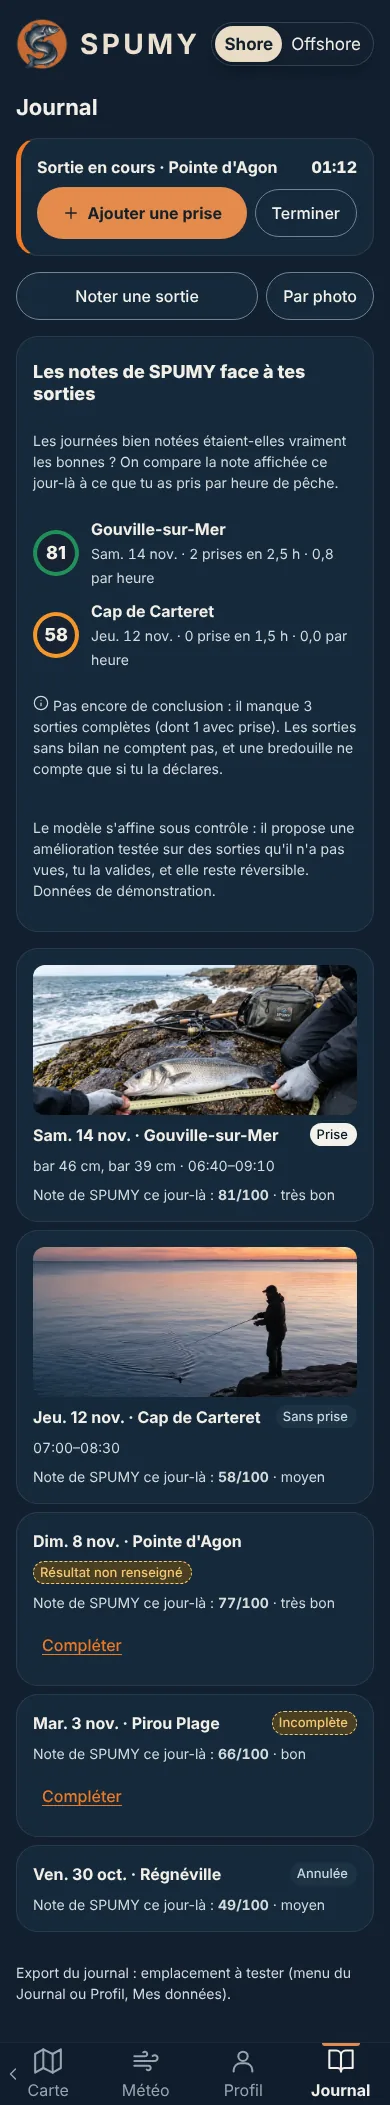 SPUMY
Shore Offshore
Journal
Sortie en cours · Pointe d'Agon 01:12
+ Ajouter une prise
Terminer
Noter une sortie
Par photo
Les notes de SPUMY face à tes
sorties
Les journées bien notées étaient-elles vraiment
les bonnes ? On compare la note affichée ce
jour-là à ce que tu as pris par heure de pêche.
81
Gouville-sur-Mer
Sam. 14 nov. · 2 prises en 2,5 h · 0,8
par heure
58
Cap de Carteret
Jeu. 12 nov. · 0 prise en 1,5 h · 0,0 par
heure
Pas encore de conclusion : il manque 3
sorties complètes (dont 1 avec prise). Les sorties
sans bilan ne comptent pas, et une bredouille ne
compte que si tu la déclares.
Le modèle s'affine sous contrôle : il propose une
amélioration testée sur des sorties qu'il n'a pas
vues, tu la valides, et elle reste réversible.
Données de démonstration.
Sam. 14 nov. · Gouville-sur-Mer Prise
bar 46 cm, bar 39 cm · 06:40–09:10
Note de SPUMY ce jour-là : 81/100 · très bon
Jeu. 12 nov. · Cap de Carteret Sans prise
07:00–08:30
Note de SPUMY ce jour-là : 58/100 · moyen
Dim. 8 nov. · Pointe d'Agon
Résultat non renseigné
Note de SPUMY ce jour-là : 77/100 · très bon
Compléter
Mar. 3 nov. · Pirou Plage Incomplète
Note de SPUMY ce jour-là : 66/100 · bon
Compléter
Ven. 30 oct. · Régnéville Annulée
Note de SPUMY ce jour-là : 49/100 · moyen
Export du journal : emplacement à tester (menu du
Journal ou Profil, Mes données).
Carte Météo Profil Journal